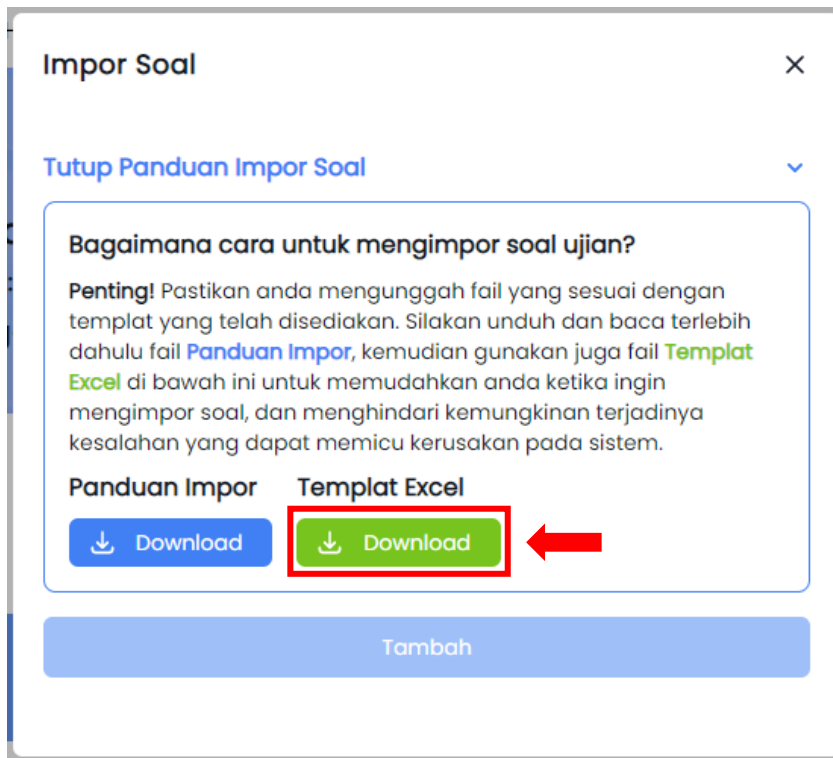 Impor Soal
Tutup Panduan Impor Soal
Bagaimana cara untuk mengimpor soal ujian?
Penting! Pastikan anda mengunggah fail yang sesuai dengan
templat yang telah disediakan. Silakan unduh dan baca terlebih
dahulu fail Panduan Impor, kemudian gunakan juga fail Templat
Excel di bawah ini untuk memudahkan anda ketika ingin
mengimpor soal, dan menghindari kemungkinan terjadinya
kesalahan yang dapat memicu kerusakan pada sistem.
Panduan Impor Templat Excel
Download Download
Tambah